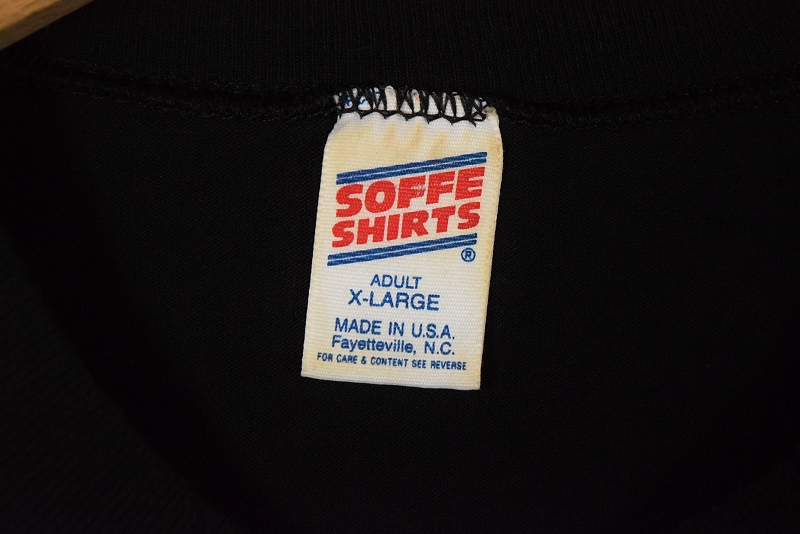 SOFFE
SHIRTS
®
ADULT
X-LARGE
MADE IN U.S.A.
Fayetteville, N.C.
FOR CARE & CONTENT SEE REVERSE